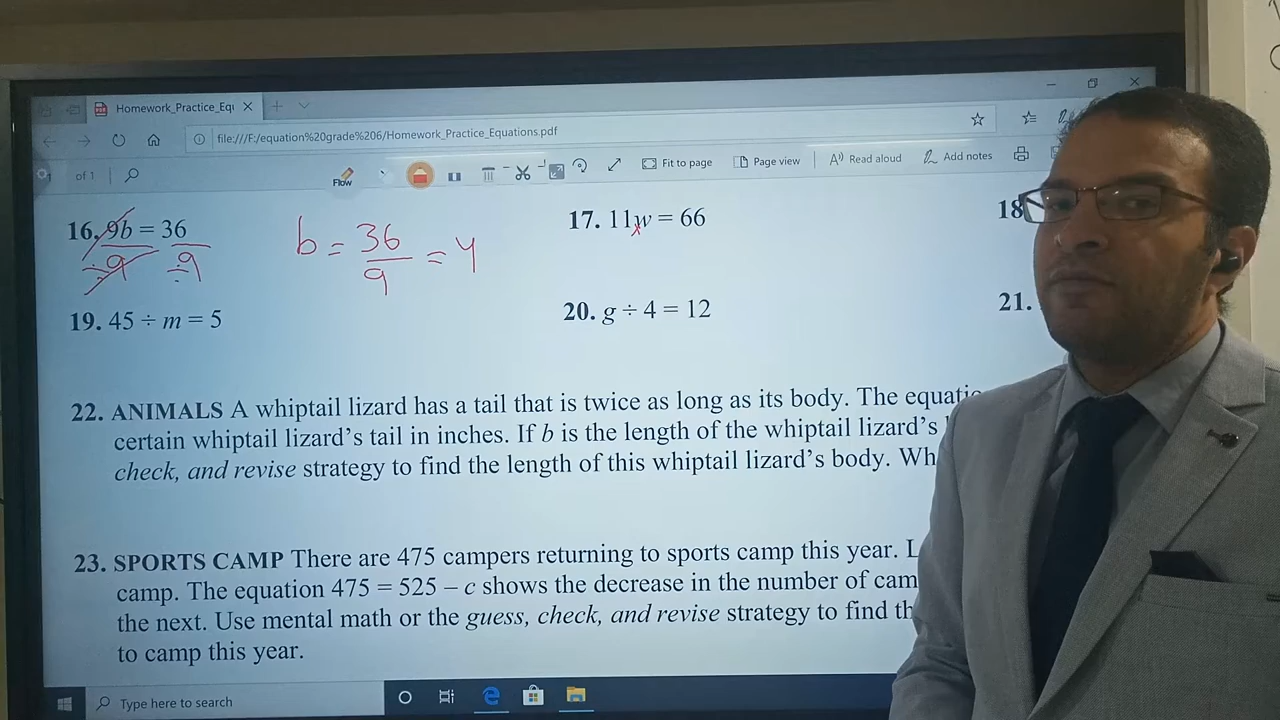 Homework_Practice_Equ
file:///F:/equation%20grade%206/Homework_Practice_Equations.pdf
of 1
Flow
Fit to page
Page view
Read aloud
Add notes
16. 9b = 36
÷9 ÷9
b = 36/9 = 4
17. 11w = 66
x
18
19. 45 ÷ m = 5
20. g ÷ 4 = 12
21.
22. ANIMALS A whiptail lizard has a tail that is twice as long as its body. The equatio
certain whiptail lizard's tail in inches. If b is the length of the whiptail lizard's
check, and revise strategy to find the length of this whiptail lizard's body. Wh
23. SPORTS CAMP There are 475 campers returning to sports camp this year. L
camp. The equation 475 = 525 – c shows the decrease in the number of cam
the next. Use mental math or the guess, check, and revise strategy to find th
to camp this year.
Type here to search